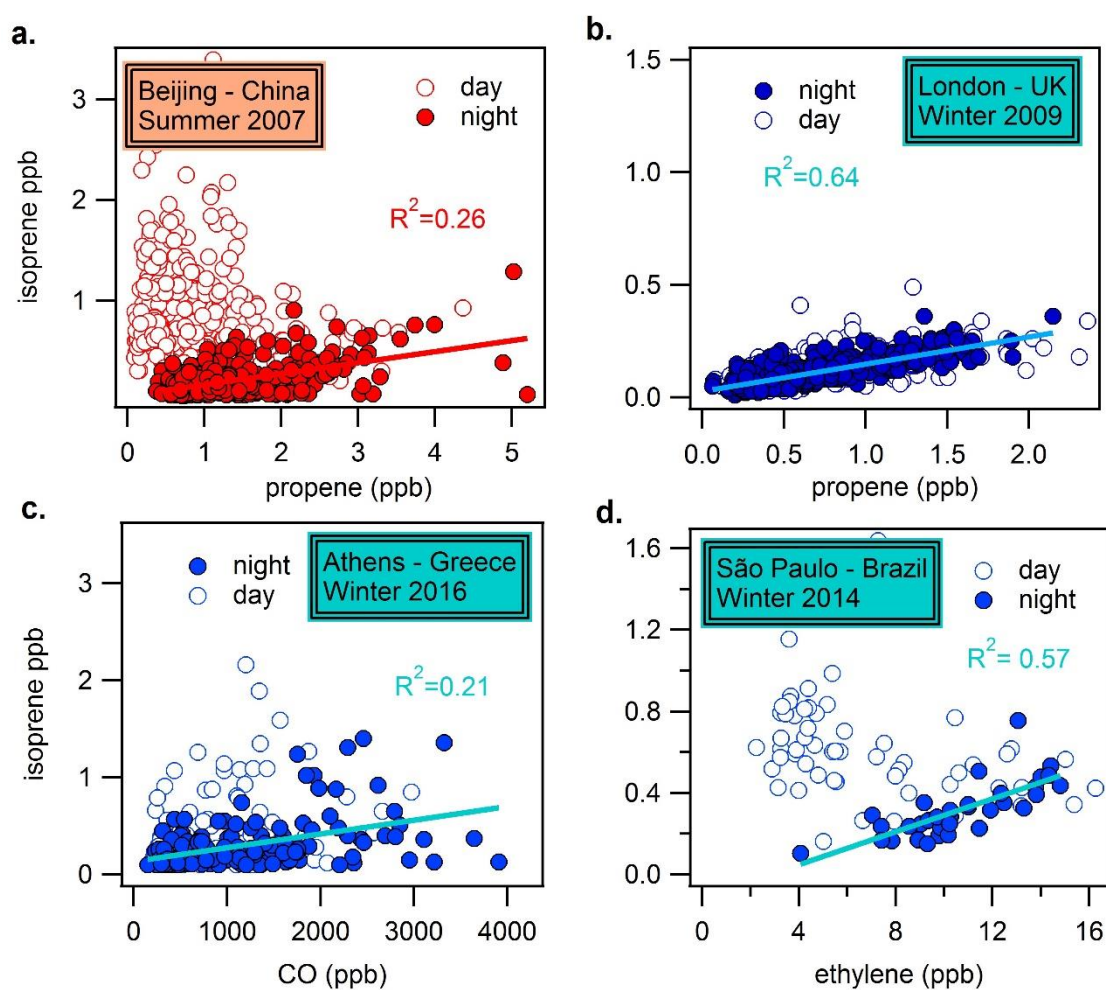 a.
Beijing - China
Summer 2007
day
night
R2=0.26
3
2
1
isoprene ppb
0 1 2 3 4 5
propene (ppb)
b.
night
day
London - UK
Winter 2009
R2=0.64
1.5
1.0
0.5
0.0
0.0 0.5 1.0 1.5 2.0
propene (ppb)
c.
night
day
Athens - Greece
Winter 2016
R2=0.21
3
2
1
0
isoprene ppb
0 1000 2000 3000 4000
CO (ppb)
d.
São Paulo - Brazil
Winter 2014
day
night
R2= 0.57
1.6
1.2
0.8
0.4
0.0
0 4 8 12 16
ethylene (ppb)